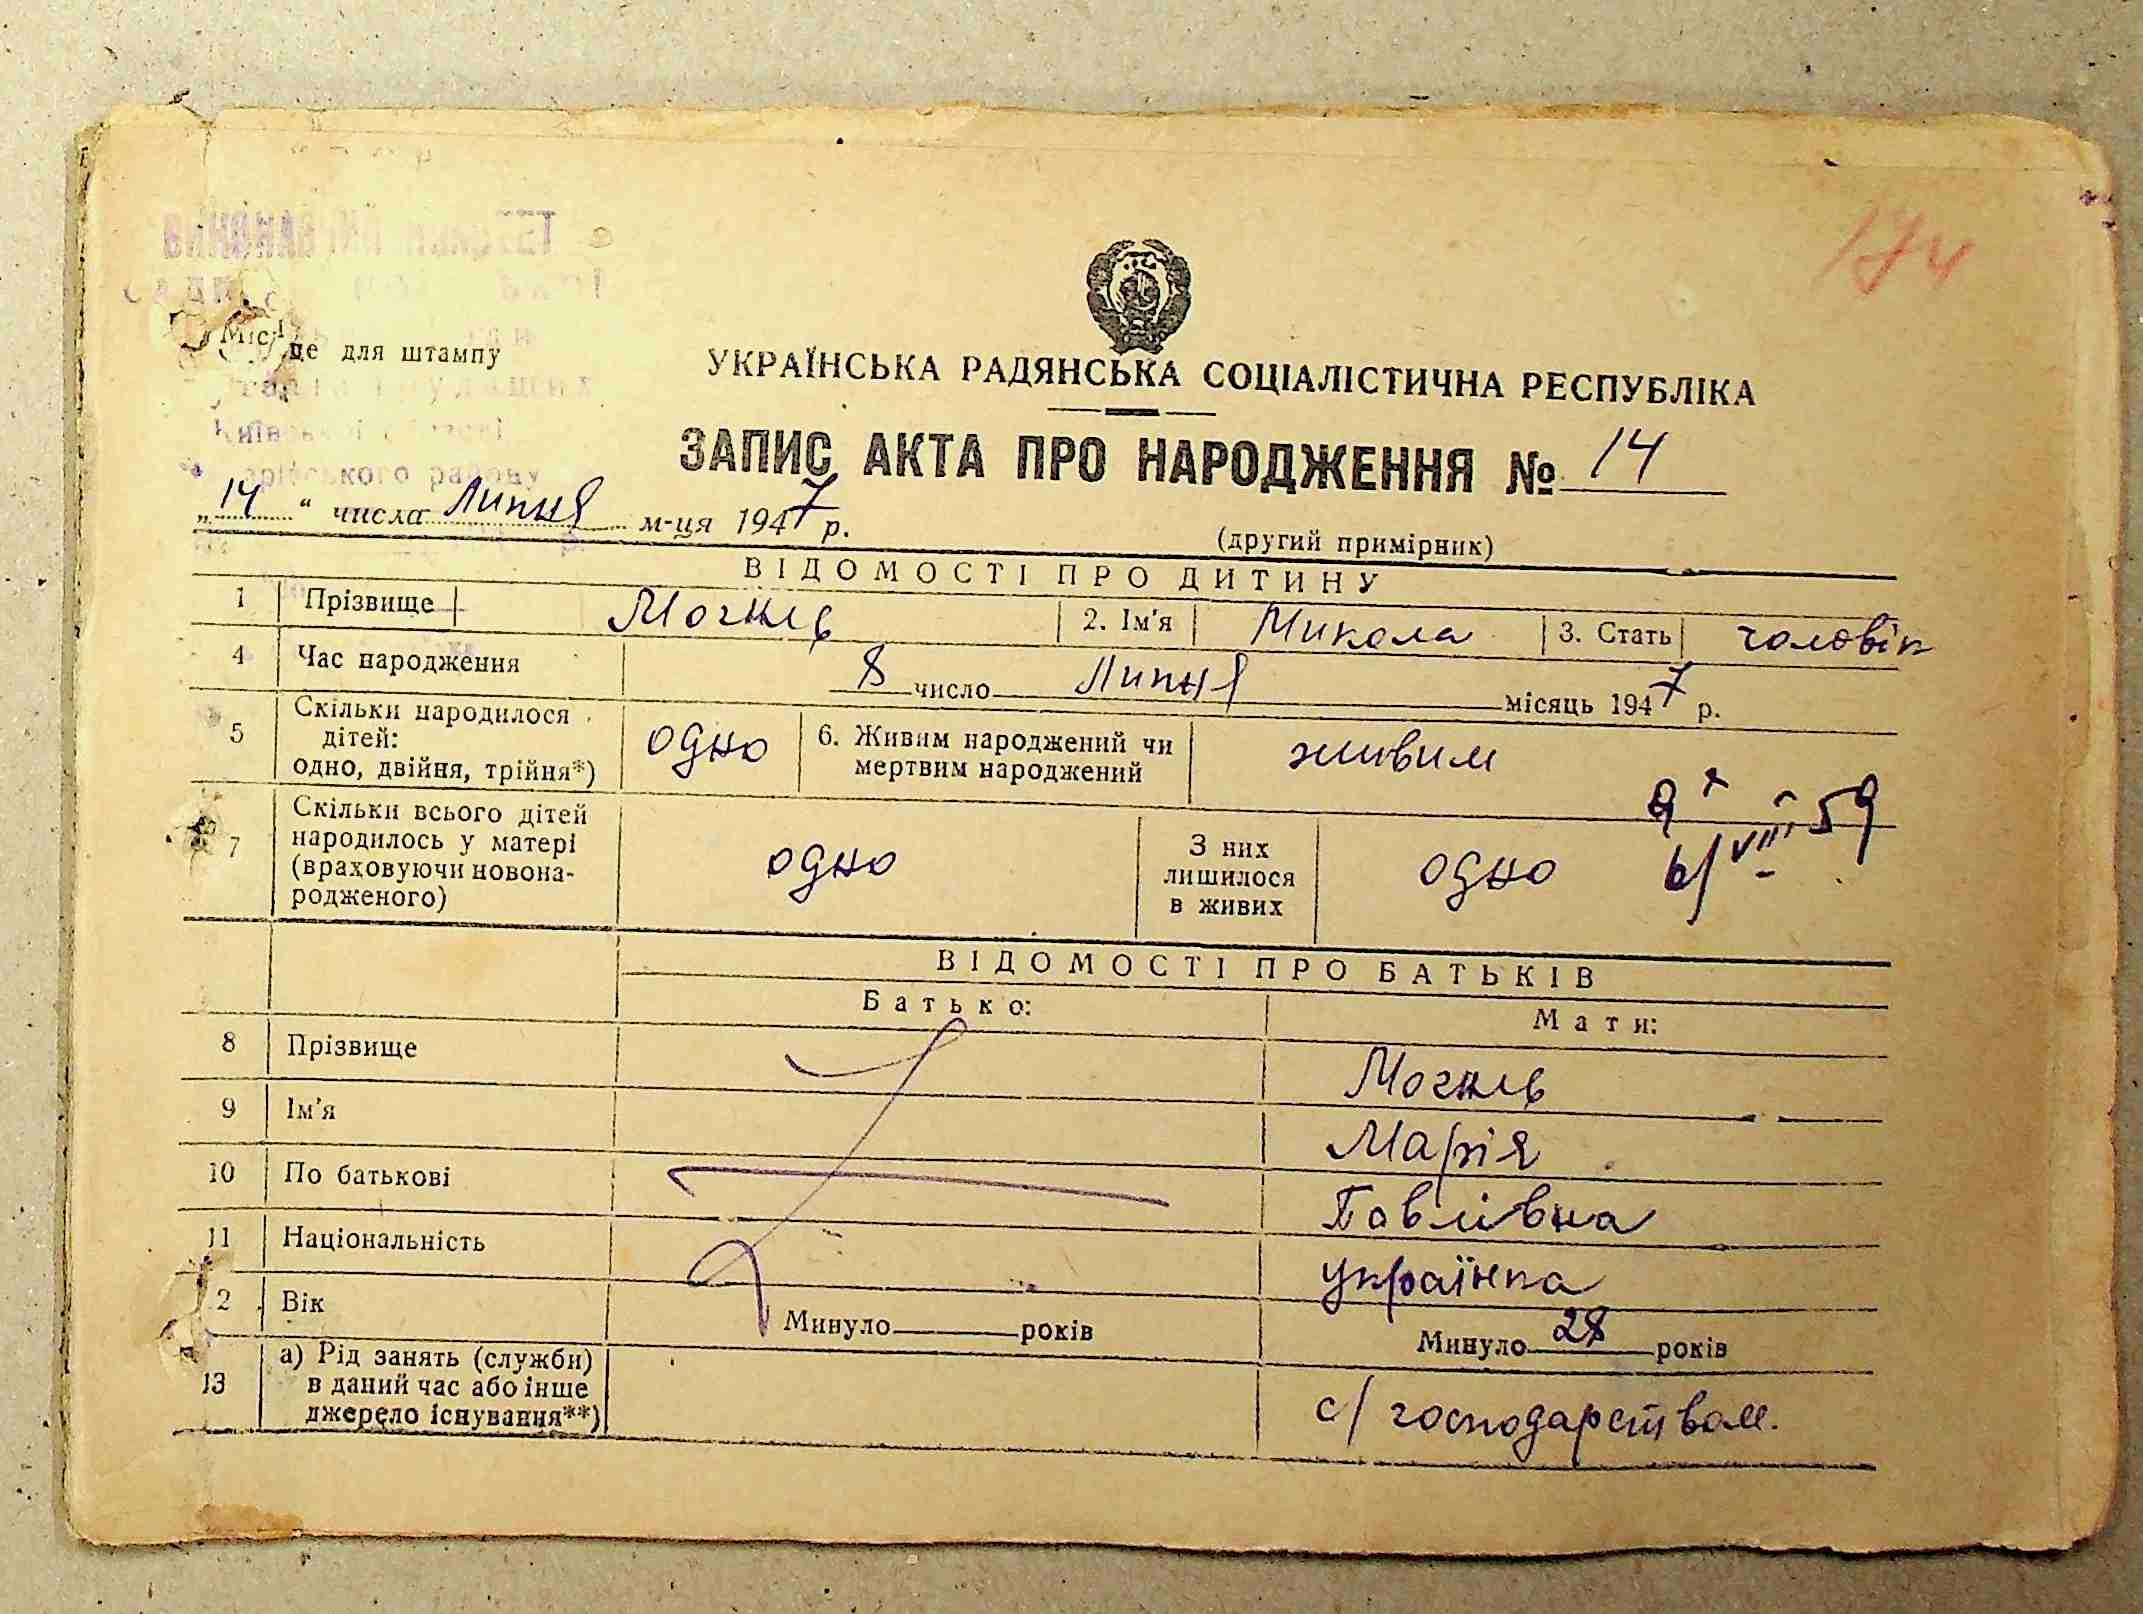 174
Місце для штампу
УКРАЇНСЬКА РАДЯНСЬКА СОЦІАЛІСТИЧНА РЕСПУБЛІКА
ЗАПИС АКТА ПРО НАРОДЖЕННЯ № 14
„14“ числа Липня м-ця 1947 р.
(другий примірник)
ВІДОМОСТІ ПРО ДИТИНУ
1 Прізвище Могилів 2. Ім'я Микола 3. Стать чоловік
4 Час народження 8 число Липня місяць 1947 р.
5 Скільки народилося дітей: одно, двійня, трійня*) одно 6. Живим народжений чи мертвим народжений живим
7 Скільки всього дітей народилось у матері (враховуючи новонародженого) одно З них лишилося в живих одно
VIII 59
ВІДОМОСТІ ПРО БАТЬКІВ
Батько: Мати:
8 Прізвище Могилів
9 Ім'я Марія
10 По батькові Павлівна
11 Національність українка
12 Вік Минуло років Минуло 28 років
13 а) Рід занять (служби) в даний час або інше джерело існування**) с/господарством.